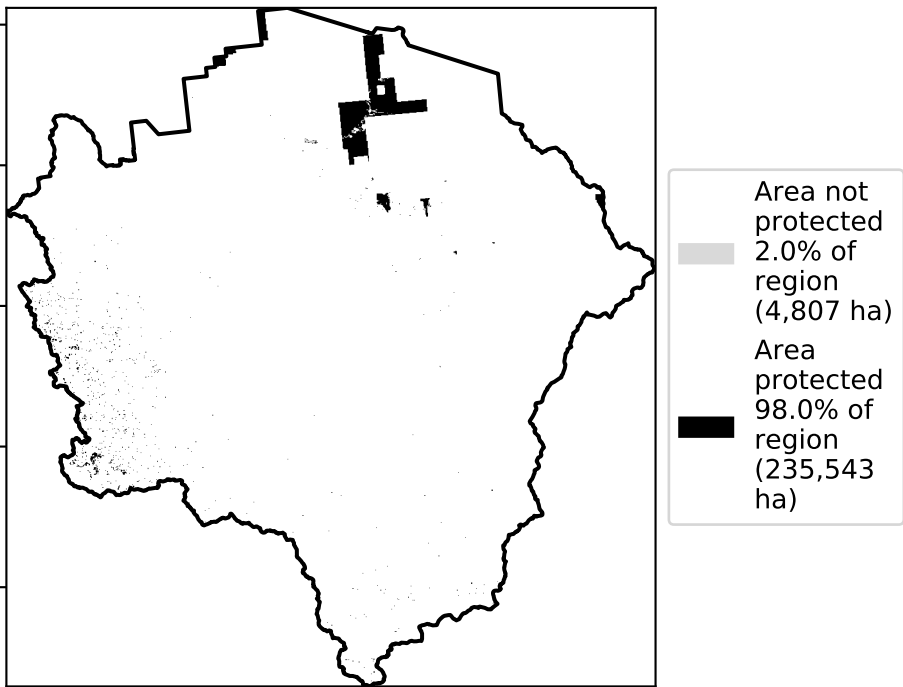 Area not
protected
2.0% of
region
(4,807 ha)
Area
protected
98.0% of
region
(235,543
ha)